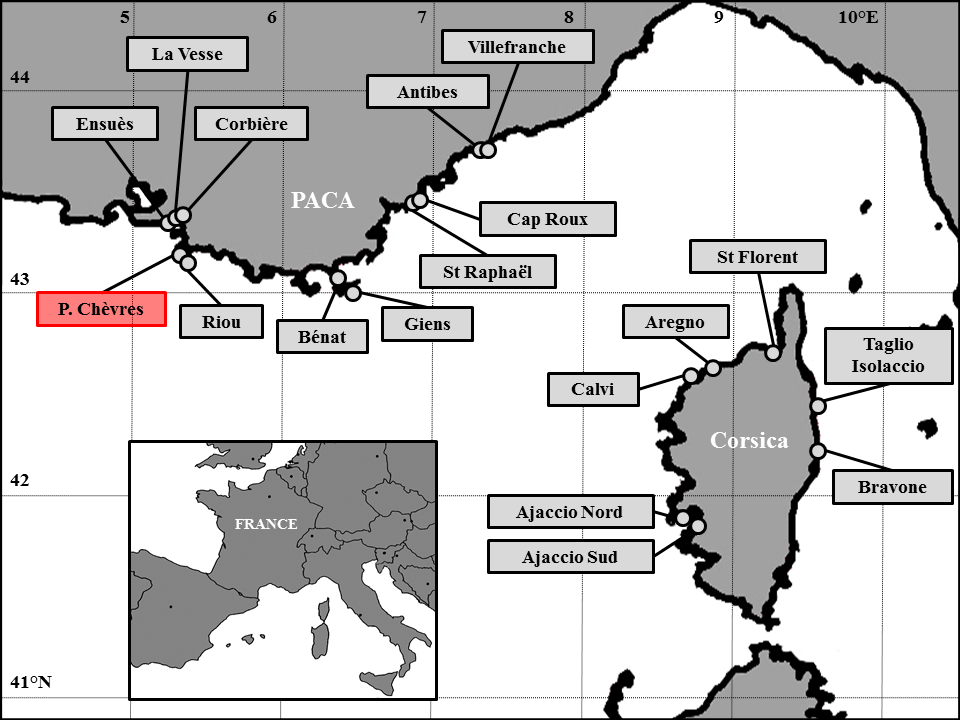 5 6 7 8 9 10°E
La Vesse
Villefranche
44
Antibes
Ensuès
Corbière
PACA
Cap Roux
St Raphaël
St Florent
43
P. Chèvres
Riou
Bénat
Giens
Aregno
Taglio
Isolaccio
Calvi
Corsica
42
Bravone
Ajaccio Nord
FRANCE
Ajaccio Sud
41°N